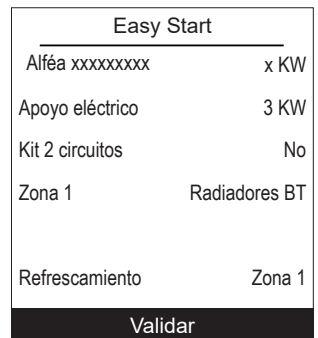 Easy Start
Alféa xxxxxxxxx x KW
Apoyo eléctrico 3 KW
Kit 2 circuitos No
Zona 1 Radiadores BT
Refrescamiento Zona 1
Validar